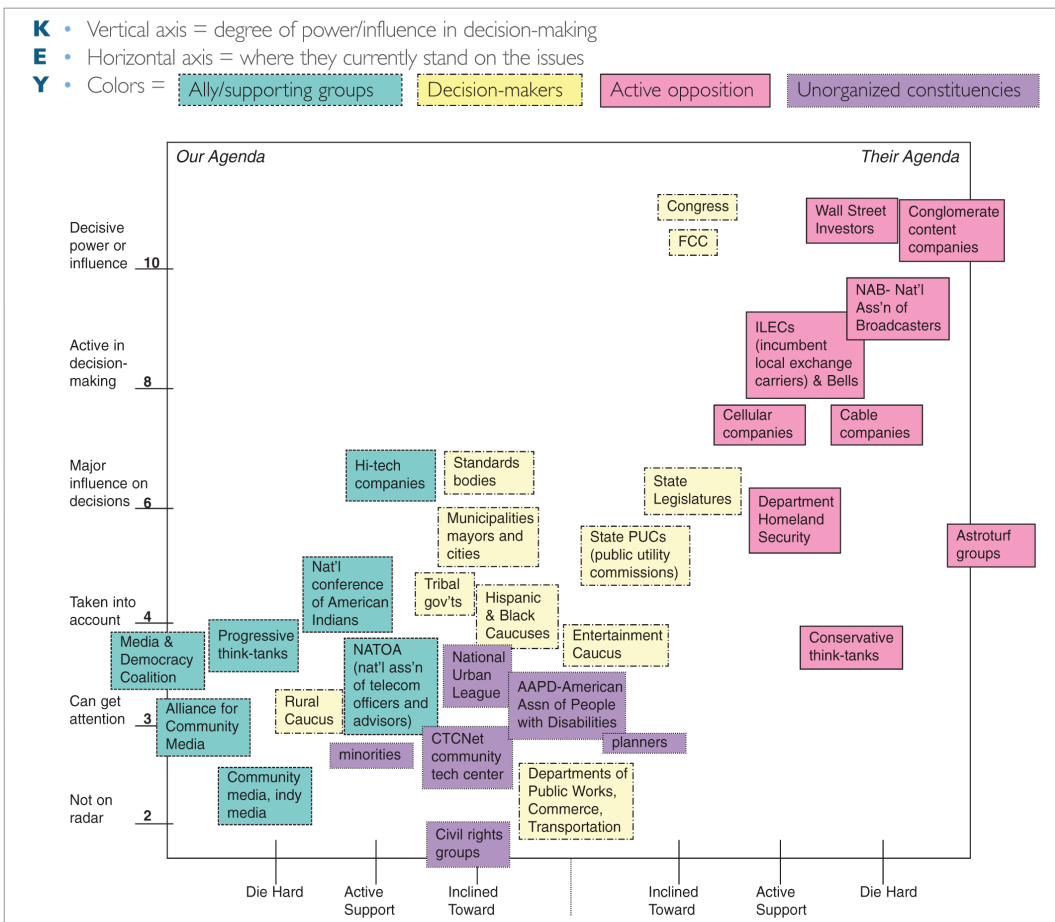 K • Vertical axis = degree of power/influence in decision-making
E • Horizontal axis = where they currently stand on the issues
Y • Colors =
Ally/supporting groups
Decision-makers
Active opposition
Unorganized constituencies
Our Agenda
Their Agenda
Decisive
power or
influence
10
Active in
decision-
making
8
Major
influence on
decisions
6
Taken into
account
4
Can get
attention
3
Not on
radar
2
Congress
FCC
Wall Street
Investors
Conglomerate
content
companies
NAB- Nat'l
Ass'n of
Broadcasters
ILECs
(incumbent
local exchange
carriers) & Bells
Cellular
companies
Cable
companies
Hi-tech
companies
Standards
bodies
State
Legislatures
Department
Homeland
Security
Municipalities
mayors and
cities
State PUCs
(public utility
commissions)
Astroturf
groups
Nat'l
conference
of American
Indians
Tribal
gov'ts
Hispanic
& Black
Caucuses
Media &
Democracy
Coalition
Progressive
think-tanks
Entertainment
Caucus
Conservative
think-tanks
NATOA
(nat'l ass'n
of telecom
officers and
advisors)
National
Urban
League
AAPD-American
Assn of People
with Disabilities
Alliance for
Community
Media
Rural
Caucus
minorities
CTCNet
community
tech center
planners
Community
media, indy
media
Departments of
Public Works,
Commerce,
Transportation
Civil rights
groups
Die Hard
Active
Support
Inclined
Toward
Inclined
Toward
Active
Support
Die Hard